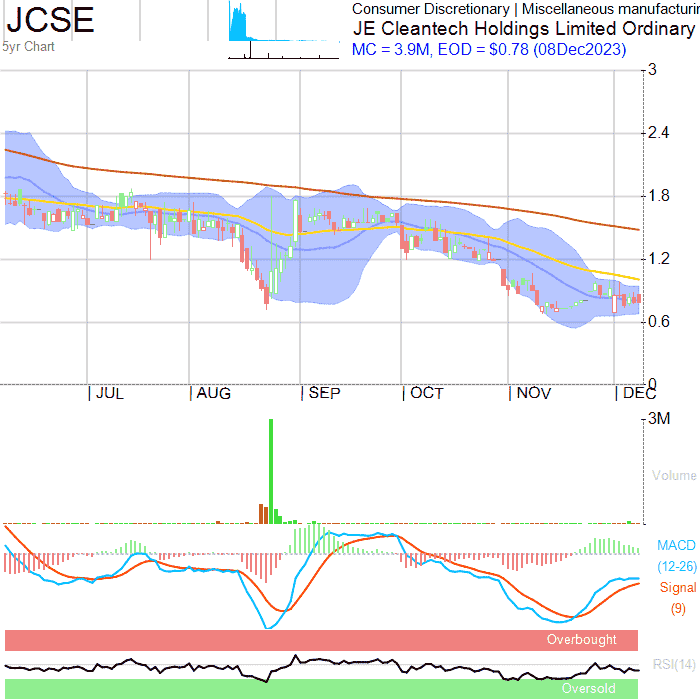 JCSE
5yr Chart
Consumer Discretionary | Miscellaneous manufacturin
JE Cleantech Holdings Limited Ordinary
MC = 3.9M, EOD = $0.78 (08Dec2023)
3
2.4
1.8
1.2
0.6
0
JUL AUG SEP OCT NOV DEC
3M
Volume
MACD
(12-26)
Signal
(9)
Overbought
RSI(14)
Oversold